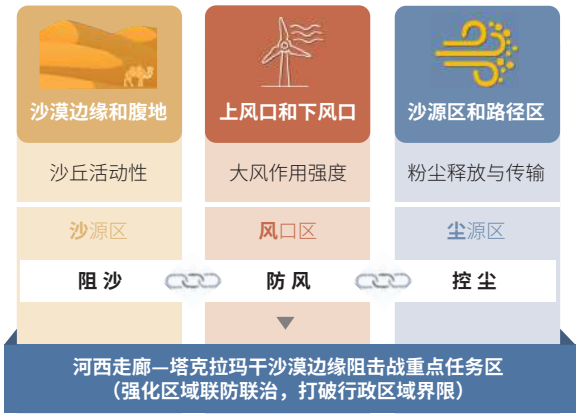 沙漠边缘和腹地
上风口和下风口
沙源区和路径区
沙丘活动性
大风作用强度
粉尘释放与传输
沙源区
风口区
尘源区
阻沙
防风
控尘
河西走廊—塔克拉玛干沙漠边缘阻击战重点任务区
（强化区域联防联治，打破行政区域界限）